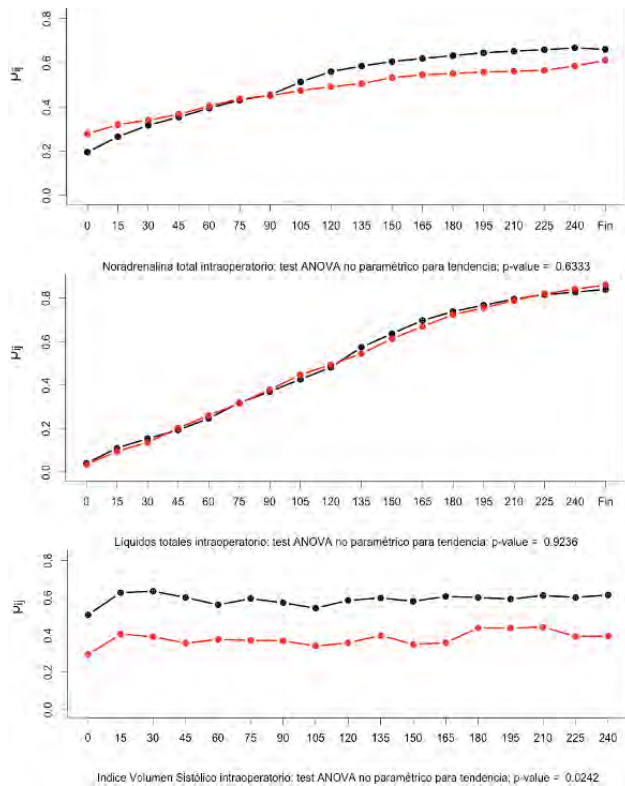 0.8
0.6
0.4
0.2
0.0
μij
0 15 30 45 60 75 90 105 120 135 150 165 180 195 210 225 240 Fin
Noradrenalina total intraoperatorio: test ANOVA no paramétrico para tendencia; p-value = 0.6333
0.8
0.6
0.4
0.2
0.0
μij
0 15 30 45 60 75 90 105 120 135 150 165 180 195 210 225 240 Fin
Líquidos totales intraoperatorio: test ANOVA no paramétrico para tendencia; p-value = 0.9236
0.8
0.6
0.4
0.2
0.0
μij
0 15 30 45 60 75 90 105 120 135 150 165 180 195 210 225 240
Indice Volumen Sistólico intraoperatorio: test ANOVA no paramétrico para tendencia; p-value = 0.0242